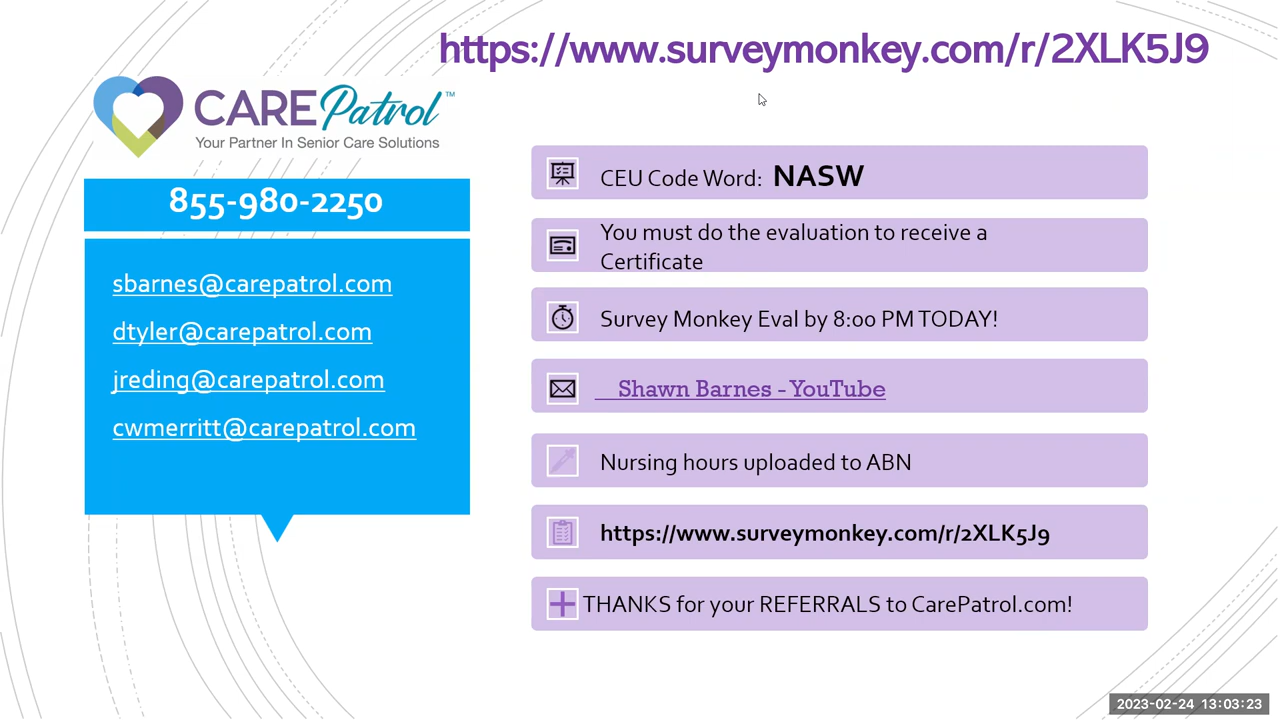 https://www.surveymonkey.com/r/2XLK5J9
CAREPatrol™
Your Partner In Senior Care Solutions
855-980-2250
sbarnes@carepatrol.com
dtyler@carepatrol.com
jreding@carepatrol.com
cwmerritt@carepatrol.com
CEU Code Word: NASW
You must do the evaluation to receive a
Certificate
Survey Monkey Eval by 8:00 PM TODAY!
Shawn Barnes - YouTube
Nursing hours uploaded to ABN
https://www.surveymonkey.com/r/2XLK5J9
THANKS for your REFERRALS to CarePatrol.com!
2023-02-24 13:03:23